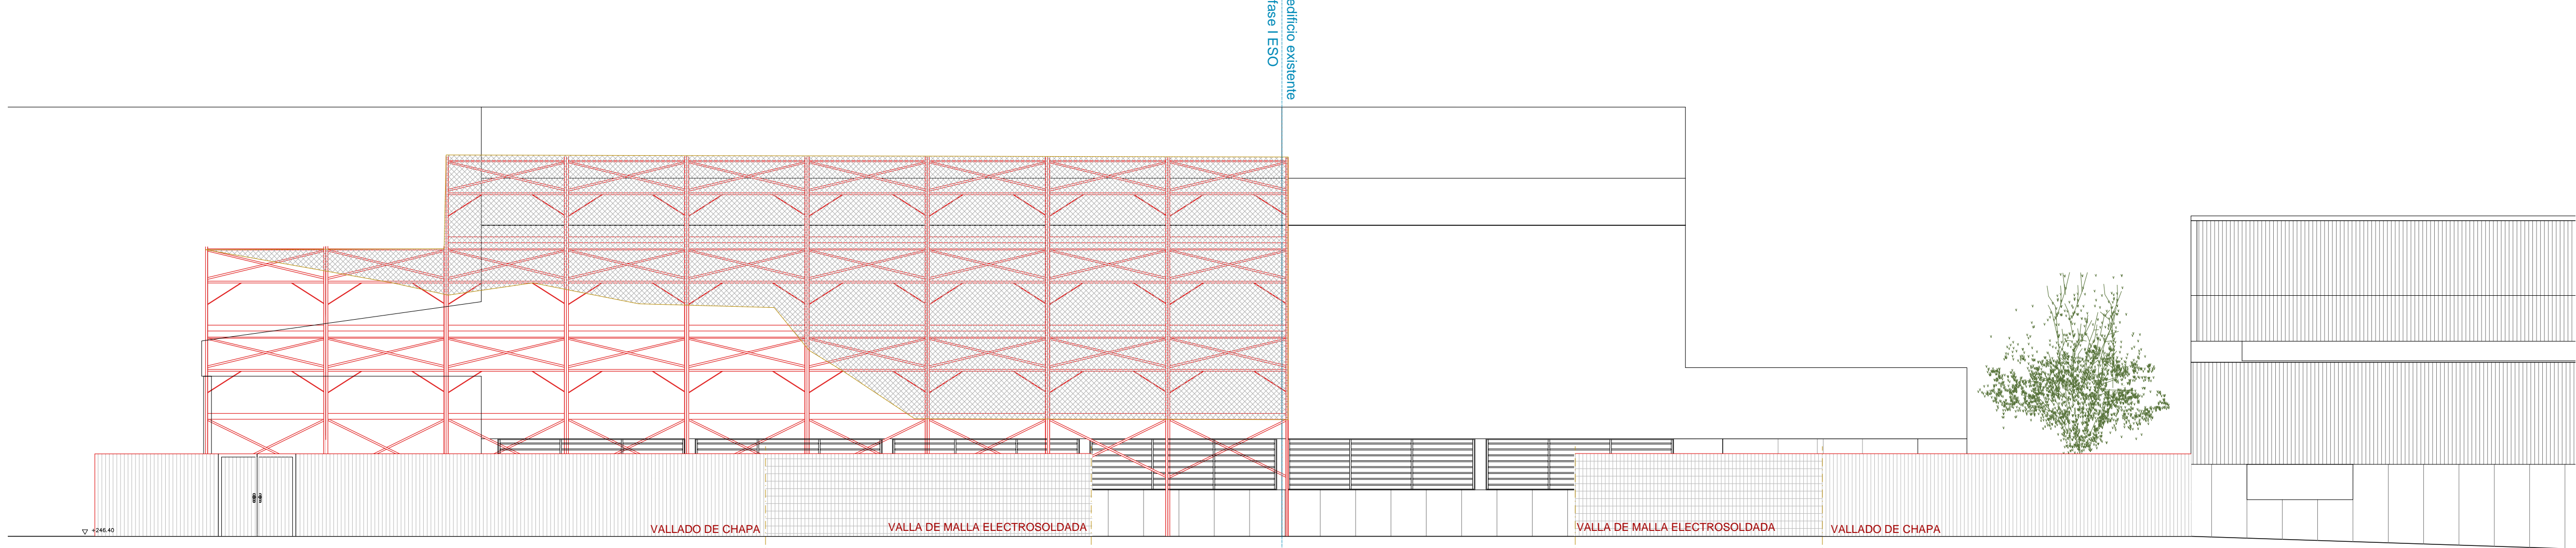 edificio existente
fase I ESO
+246.40
VALLADO DE CHAPA
VALLA DE MALLA ELECTROSOLDADA
VALLA DE MALLA ELECTROSOLDADA
VALLADO DE CHAPA